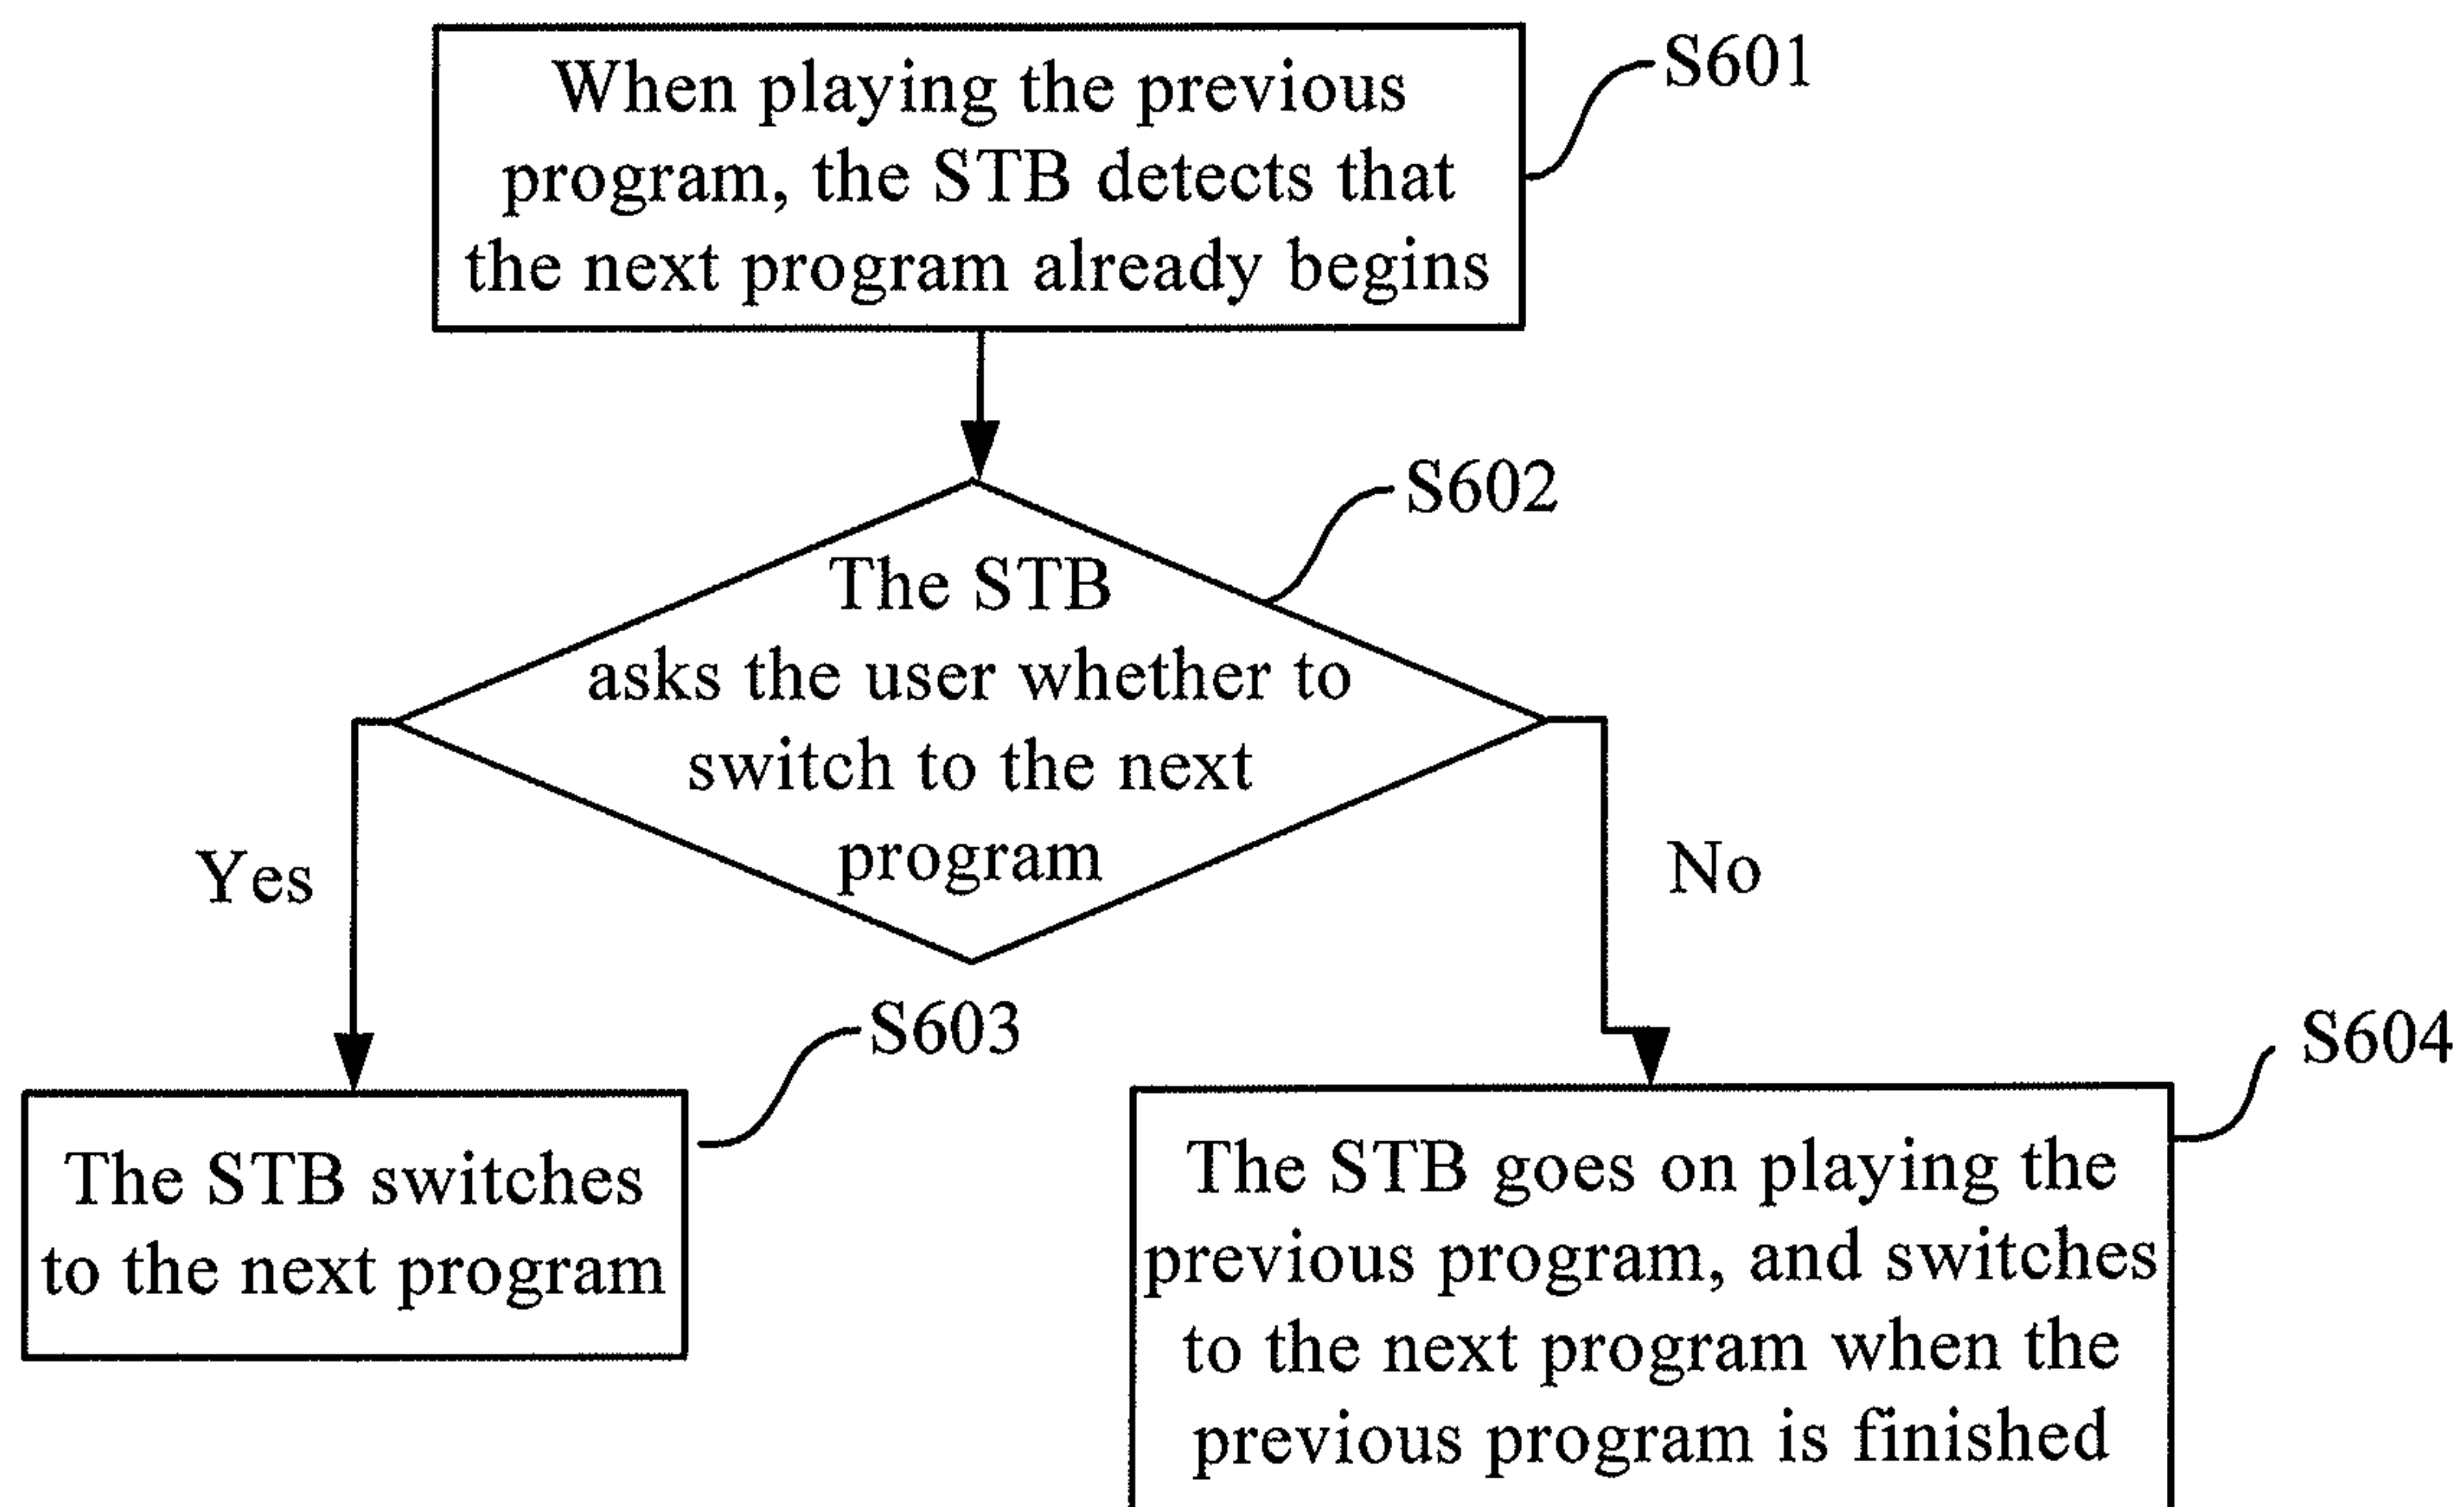 When playing the previous
program, the STB detects that
the next program already begins
S601
S602
The STB
asks the user whether to
switch to the next
program
Yes
No
S603
S604
The STB switches
to the next program
The STB goes on playing the
previous program, and switches
to the next program when the
previous program is finished